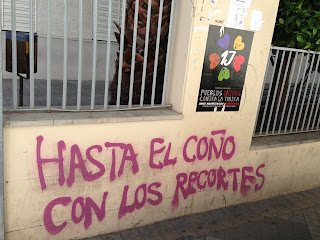 PUEBLOS UNIDOS
CONTRA LA TROIKA
HASTA EL COÑO
CON LOS RECORTES